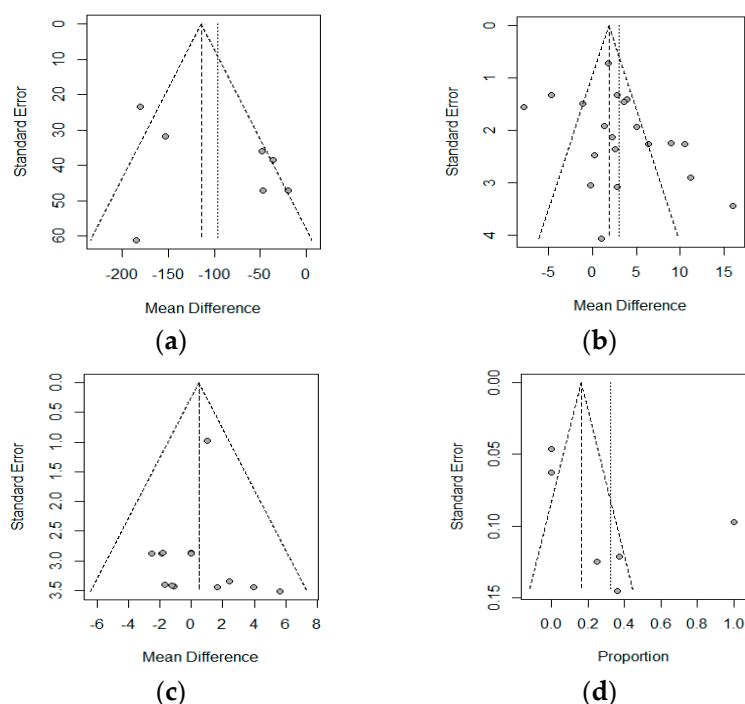 0
10
20
30
40
50
60
Standard Error
-200 -150 -100 -50 0
Mean Difference
(a)
0
1
2
3
4
Standard Error
-5 0 5 10 15
Mean Difference
(b)
0.0
0.5
1.0
1.5
2.0
2.5
3.0
3.5
Standard Error
-6 -4 -2 0 2 4 6 8
Mean Difference
(c)
0.00
0.05
0.10
0.15
Standard Error
0.0 0.2 0.4 0.6 0.8 1.0
Proportion
(d)